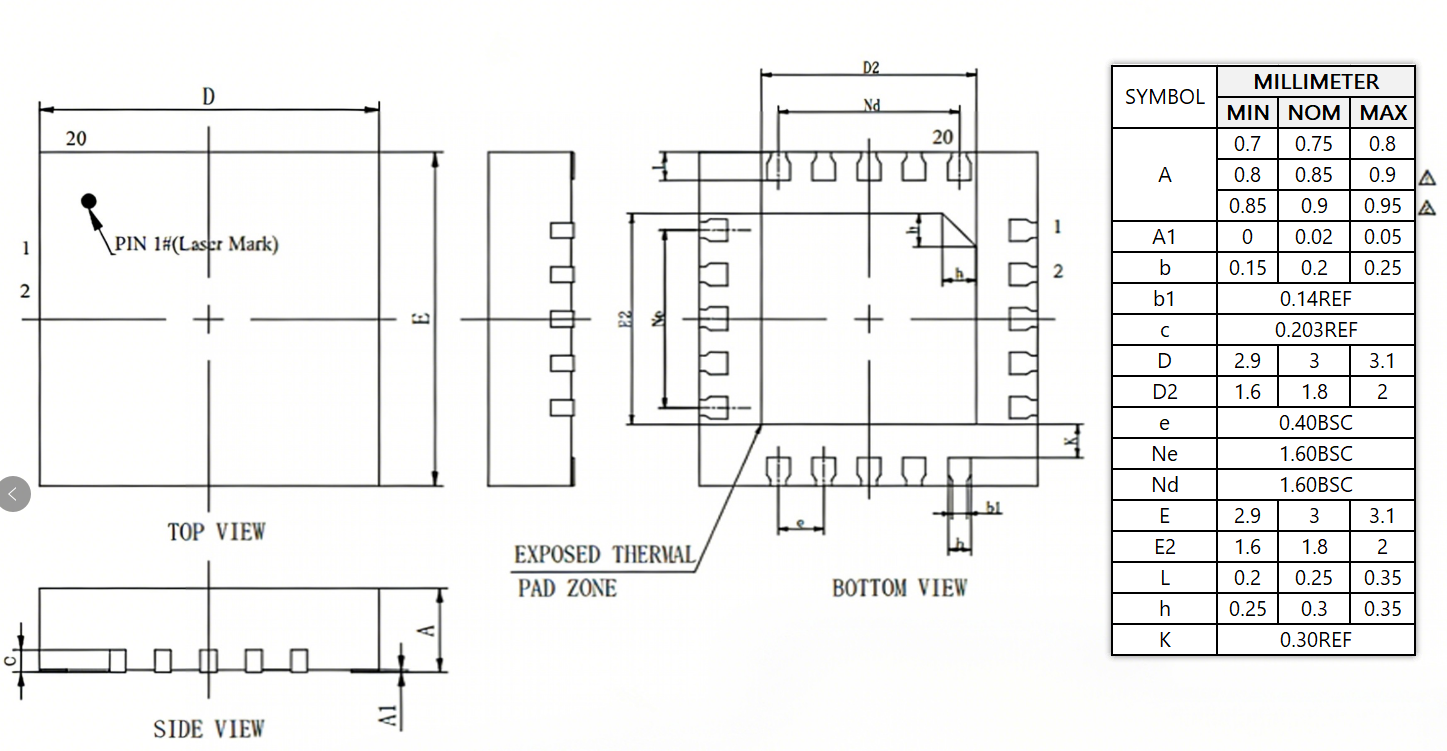 D
20
PIN 1#(Laser Mark)
1
2
E
TOP VIEW
C
A
A1
SIDE VIEW
D2
Nd
20
L
h
h
1
2
E2
Ne
K
e
b1
b
EXPOSED THERMAL
PAD ZONE
BOTTOM VIEW
SYMBOL MILLIMETER
MIN NOM MAX
A 0.7 0.75 0.8
0.8 0.85 0.9
0.85 0.9 0.95
A1 0 0.02 0.05
b 0.15 0.2 0.25
b1 0.14REF
c 0.203REF
D 2.9 3 3.1
D2 1.6 1.8 2
e 0.40BSC
Ne 1.60BSC
Nd 1.60BSC
E 2.9 3 3.1
E2 1.6 1.8 2
L 0.2 0.25 0.35
h 0.25 0.3 0.35
K 0.30REF